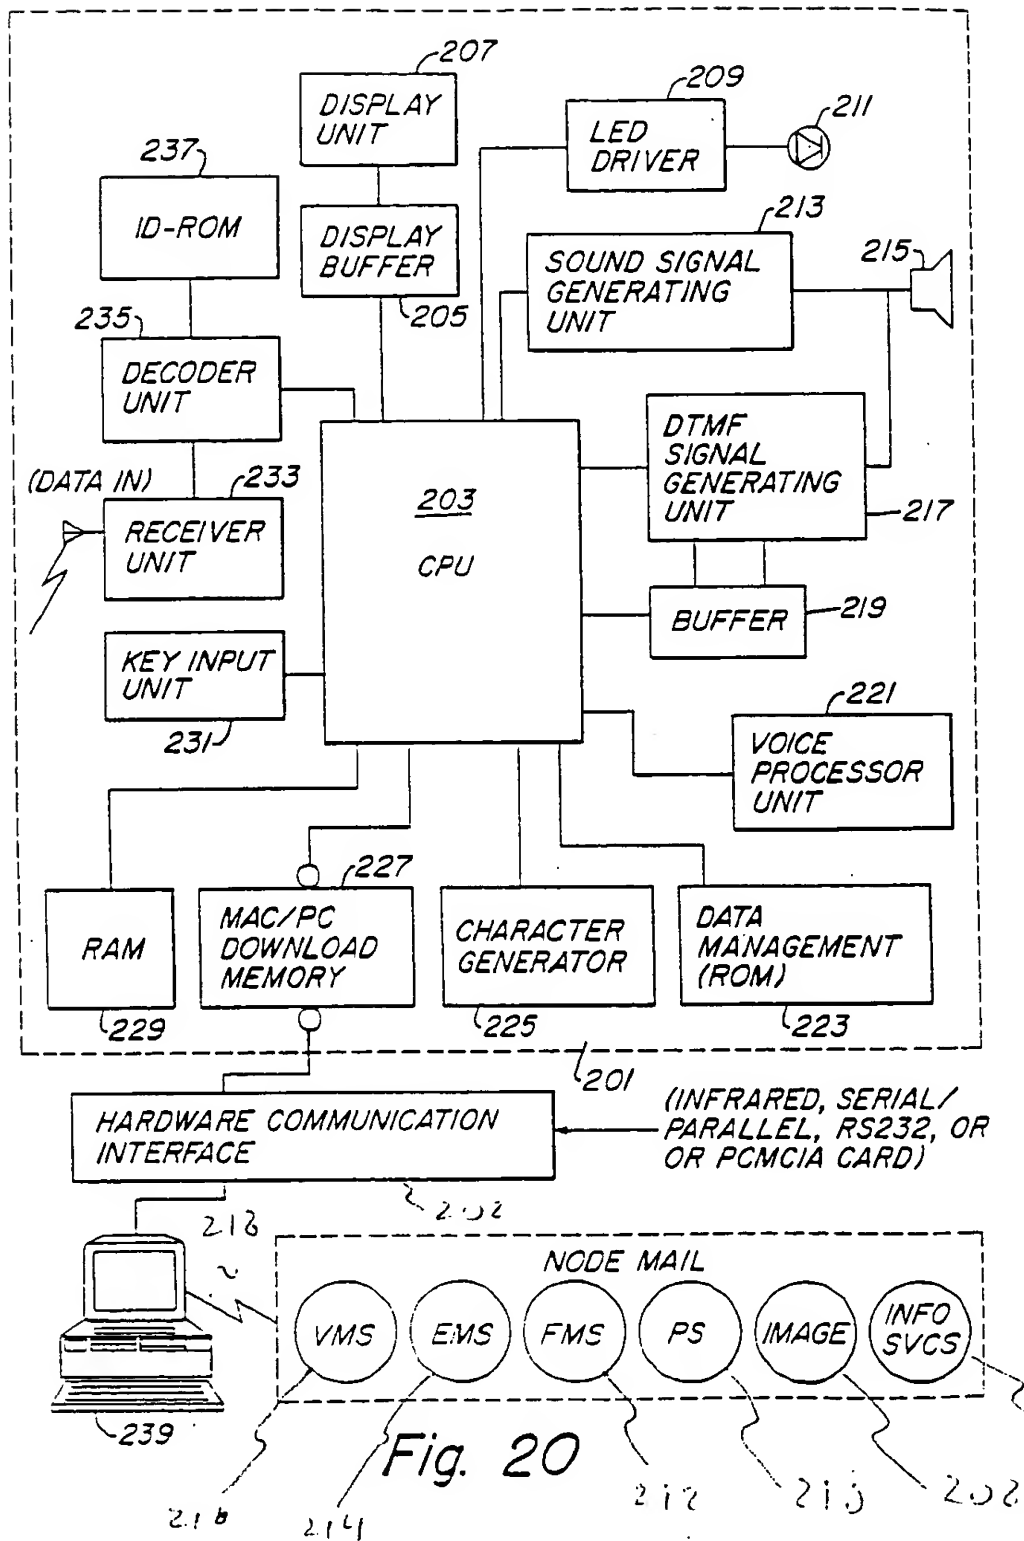 207
DISPLAY
UNIT
209
LED
DRIVER
211
237
ID-ROM
DISPLAY
BUFFER
205
213
SOUND SIGNAL
GENERATING
UNIT
215
235
DECODER
UNIT
DTMF
SIGNAL
GENERATING
UNIT
217
(DATA IN)
233
RECEIVER
UNIT
203
CPU
BUFFER
219
KEY INPUT
UNIT
231
221
VOICE
PROCESSOR
UNIT
RAM
229
227
MAC/PC
DOWNLOAD
MEMORY
CHARACTER
GENERATOR
225
DATA
MANAGEMENT
(ROM)
223
201
HARDWARE COMMUNICATION
INTERFACE
(INFRARED, SERIAL/
PARALLEL, RS232, OR
OR PCMCIA CARD)
239
NODE MAIL
VMS
EMS
FMS
PS
IMAGE
INFO
SVCS
214
212
Fig. 20